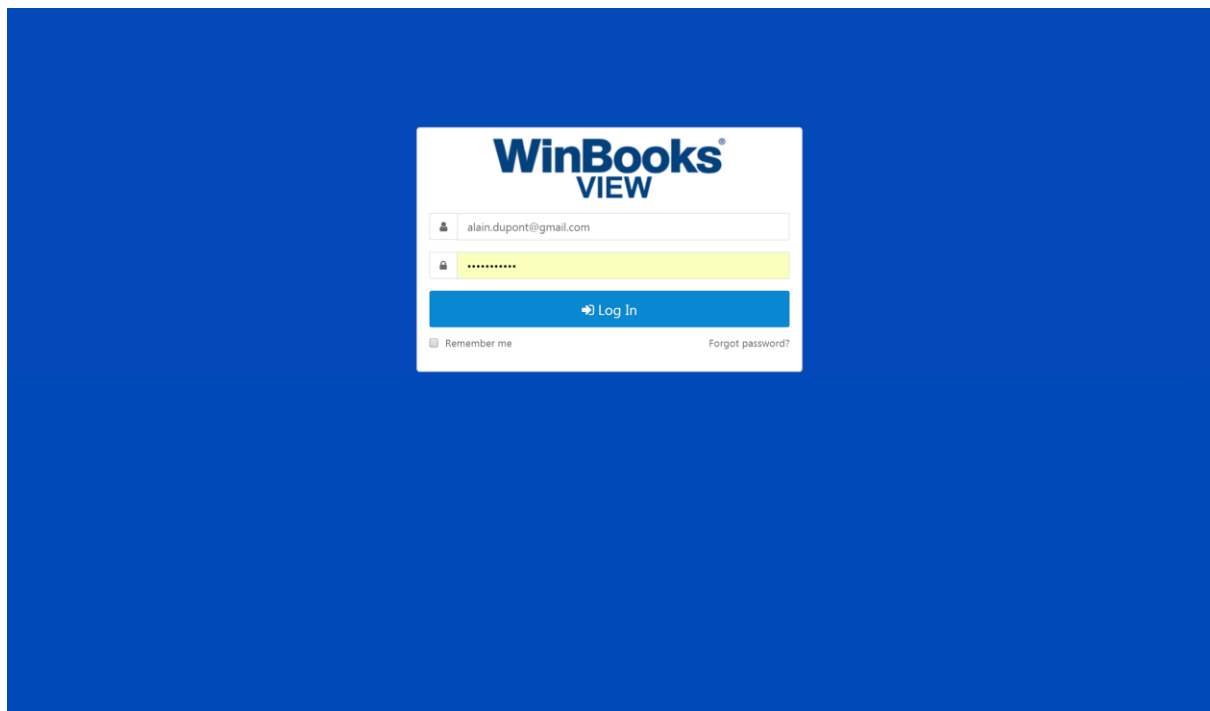 WinBooks®
VIEW
alain.dupont@gmail.com
•••••••••••
Log In
Remember me Forgot password?